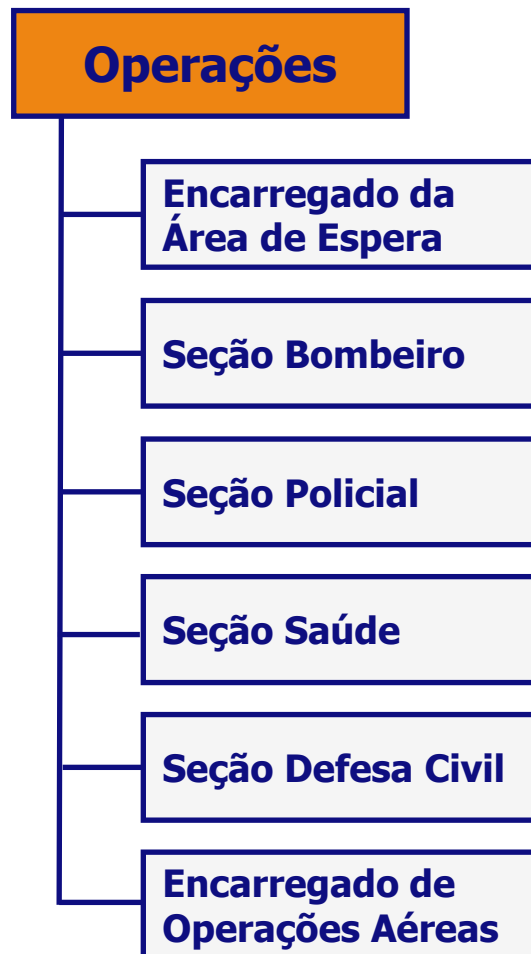 Operações
Encarregado da
Área de Espera
Seção Bombeiro
Seção Policial
Seção Saúde
Seção Defesa Civil
Encarregado de
Operações Aéreas